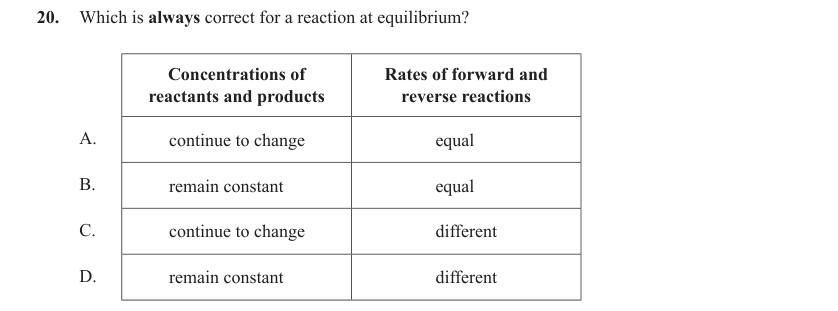 20. Which is always correct for a reaction at equilibrium?
Concentrations of reactants and products Rates of forward and reverse reactions
A. continue to change equal
B. remain constant equal
C. continue to change different
D. remain constant different